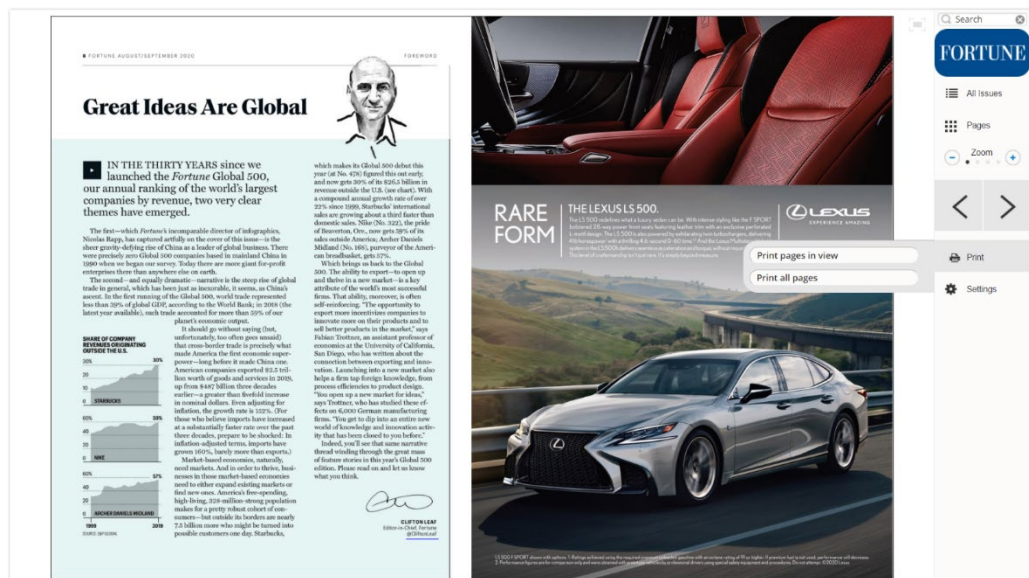 FORTUNE AUGUST/SEPTEMBER 2020
FOREWORD
Great Ideas Are Global
IN THE THIRTY YEARS since we
launched the Fortune Global 500,
our annual ranking of the world's largest
companies by revenue, two very clear
themes have emerged.
The first—which Fortune's incomparable director of infographics,
Nicolas Rapp, has captured artfully on the cover of this issue—is the
sheer gravity-defying rise of China as a leader of global business. There
were precisely zero Global 500 companies based in mainland China in
1990 when we began our survey. Today there are more giant for-profit
enterprises there than anywhere else on earth.
The second—and equally dramatic—narrative is the steep rise of global
trade in general, which has been just as inexorable, it seems, as China's
ascent. In the first running of the Global 500, world trade represented
less than 39% of global GDP, according to the World Bank; in 2018 (the
latest year available), such trade accounted for more than 59% of our
planet's economic output.
It should go without saying (but,
unfortunately, too often goes unsaid)
that cross-border trade is precisely what
made America the first economic super-
power—long before it made China one.
American companies exported $2.5 tril-
lion worth of goods and services in 2019,
up from $487 billion three decades
earlier—a greater than fivefold increase
in nominal dollars. Even adjusting for
inflation, the growth rate is 152%. (For
those who believe imports have increased
at a substantially faster rate over the past
three decades, prepare to be shocked: In
inflation-adjusted terms, imports have
grown 160%, barely more than exports.)
Market-based economies, naturally,
need markets. And in order to thrive, busi-
nesses in those market-based economies
need to either expand existing markets or
find new ones. America's free-spending,
high-living, 328-million-strong population
makes for a pretty robust cohort of con-
sumers—but outside its borders are nearly
7.5 billion more who might be turned into
possible customers one day. Starbucks,
SHARE OF COMPANY
REVENUES ORIGINATING
OUTSIDE THE U.S.
30%
30%
20
10
0 STARBUCKS
60%
59%
40
20
0 NIKE
60%
57%
40
20
0 ARCHER DANIELS MIDLAND
1999 2019
which makes its Global 500 debut this
year (at No. 478) figured this out early,
and now gets 30% of its $26.5 billion in
revenue outside the U.S. (see chart). With
a compound annual growth rate of over
22% since 1999, Starbucks' international
sales are growing about a third faster than
domestic sales. Nike (No. 322), the pride
of Beaverton, Ore., now gets 59% of its
sales outside America; Archer Daniels
Midland (No. 168), purveyor of the Ameri-
can breadbasket, gets 57%.
Which brings us back to the Global
500. The ability to export—to open up
and thrive in a new market—is a key
attribute of the world's most successful
firms. That ability, moreover, is often
self-reinforcing. "The opportunity to
export more incentivizes companies to
innovate more on their products and to
sell better products in the market," says
Fabian Trottner, an assistant professor of
economics at the University of California,
San Diego, who has written about the
connection between exporting and inno-
vation. Launching into a new market also
helps a firm tap foreign knowledge, from
process efficiencies to product design.
"You open up a new market for ideas,"
says Trottner, who has studied these ef-
fects on 6,000 German manufacturing
firms. "You get to dip into an entire new
world of knowledge and innovation activ-
ity that has been closed to you before."
Indeed, you'll see that same narrative
thread winding through the great mass
of feature stories in this year's Global 500
edition. Please read on and let us know
what you think.
CLIFTON LEAF
Editor-in-Chief, Fortune
@CliftonLeaf
RARE
FORM
THE LEXUS LS 500.
LEXUS
EXPERIENCE AMAZING
Print pages in view
Print all pages
Search
FORTUNE
All Issues
Pages
Zoom
Print
Settings